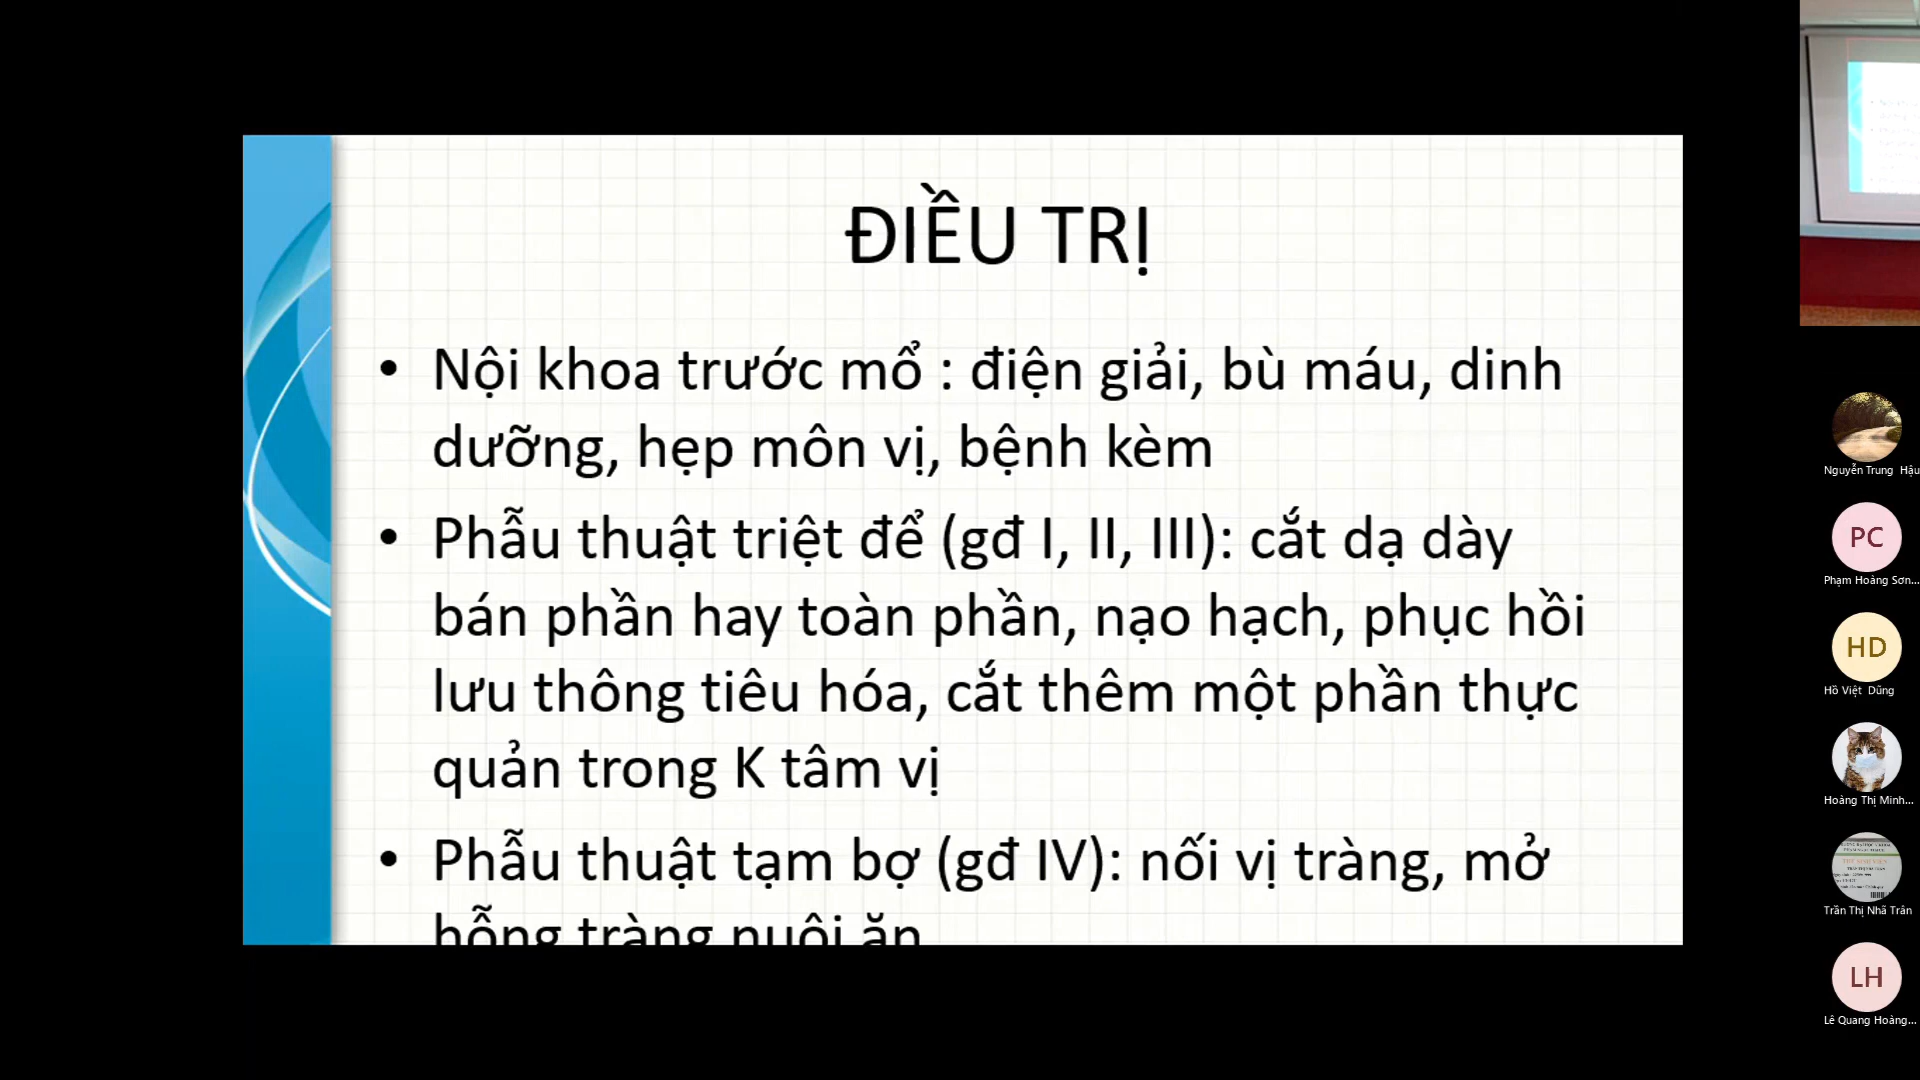 ĐIỀU TRỊ
• Nội khoa trước mổ : điện giải, bù máu, dinh
dưỡng, hẹp môn vị, bệnh kèm
• Phẫu thuật triệt để (gđ I, II, III): cắt dạ dày
bán phần hay toàn phần, nạo hạch, phục hồi
lưu thông tiêu hóa, cắt thêm một phần thực
quản trong K tâm vị
• Phẫu thuật tạm bợ (gđ IV): nối vị tràng, mở
hỗng tràng nuôi ăn
Nguyễn Trung Hậu
PC
Phạm Hoàng Sơn...
HD
Hồ Việt Dũng
Hoàng Thị Minh...
Trần Thị Nhã Trân
LH
Lê Quang Hoàng...